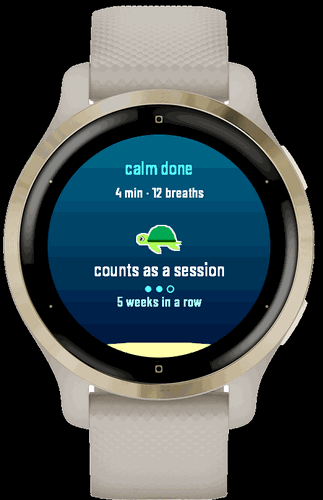 calm done
4 min · 12 breaths
counts as a session
5 weeks in a row